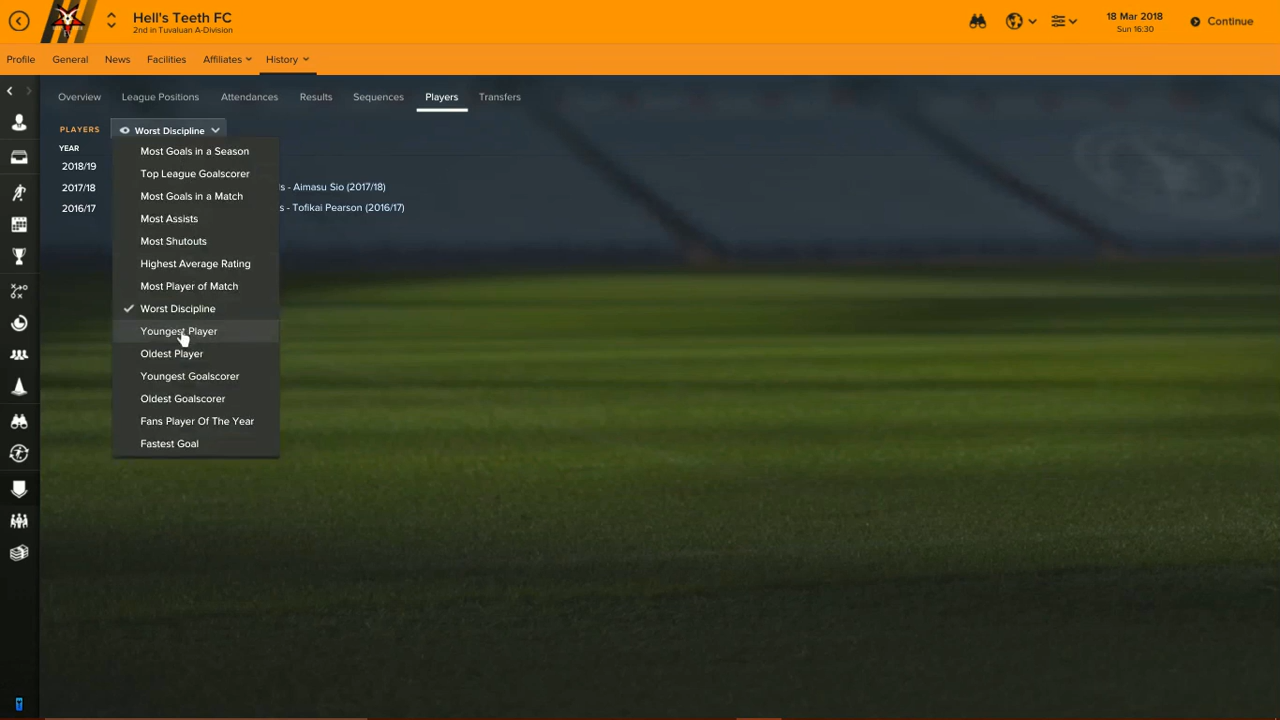 Hell's Teeth FC
2nd in Tuvaluan A-Division
18 Mar 2018
Sun 16:30
Continue
Profile General News Facilities Affiliates History
Overview League Positions Attendances Results Sequences Players Transfers
PLAYERS Worst Discipline
YEAR
2018/19
2017/18 - Aimasu Sio (2017/18)
2016/17 - Tofikai Pearson (2016/17)
Most Goals in a Season
Top League Goalscorer
Most Goals in a Match
Most Assists
Most Shutouts
Highest Average Rating
Most Player of Match
Worst Discipline
Youngest Player
Oldest Player
Youngest Goalscorer
Oldest Goalscorer
Fans Player Of The Year
Fastest Goal